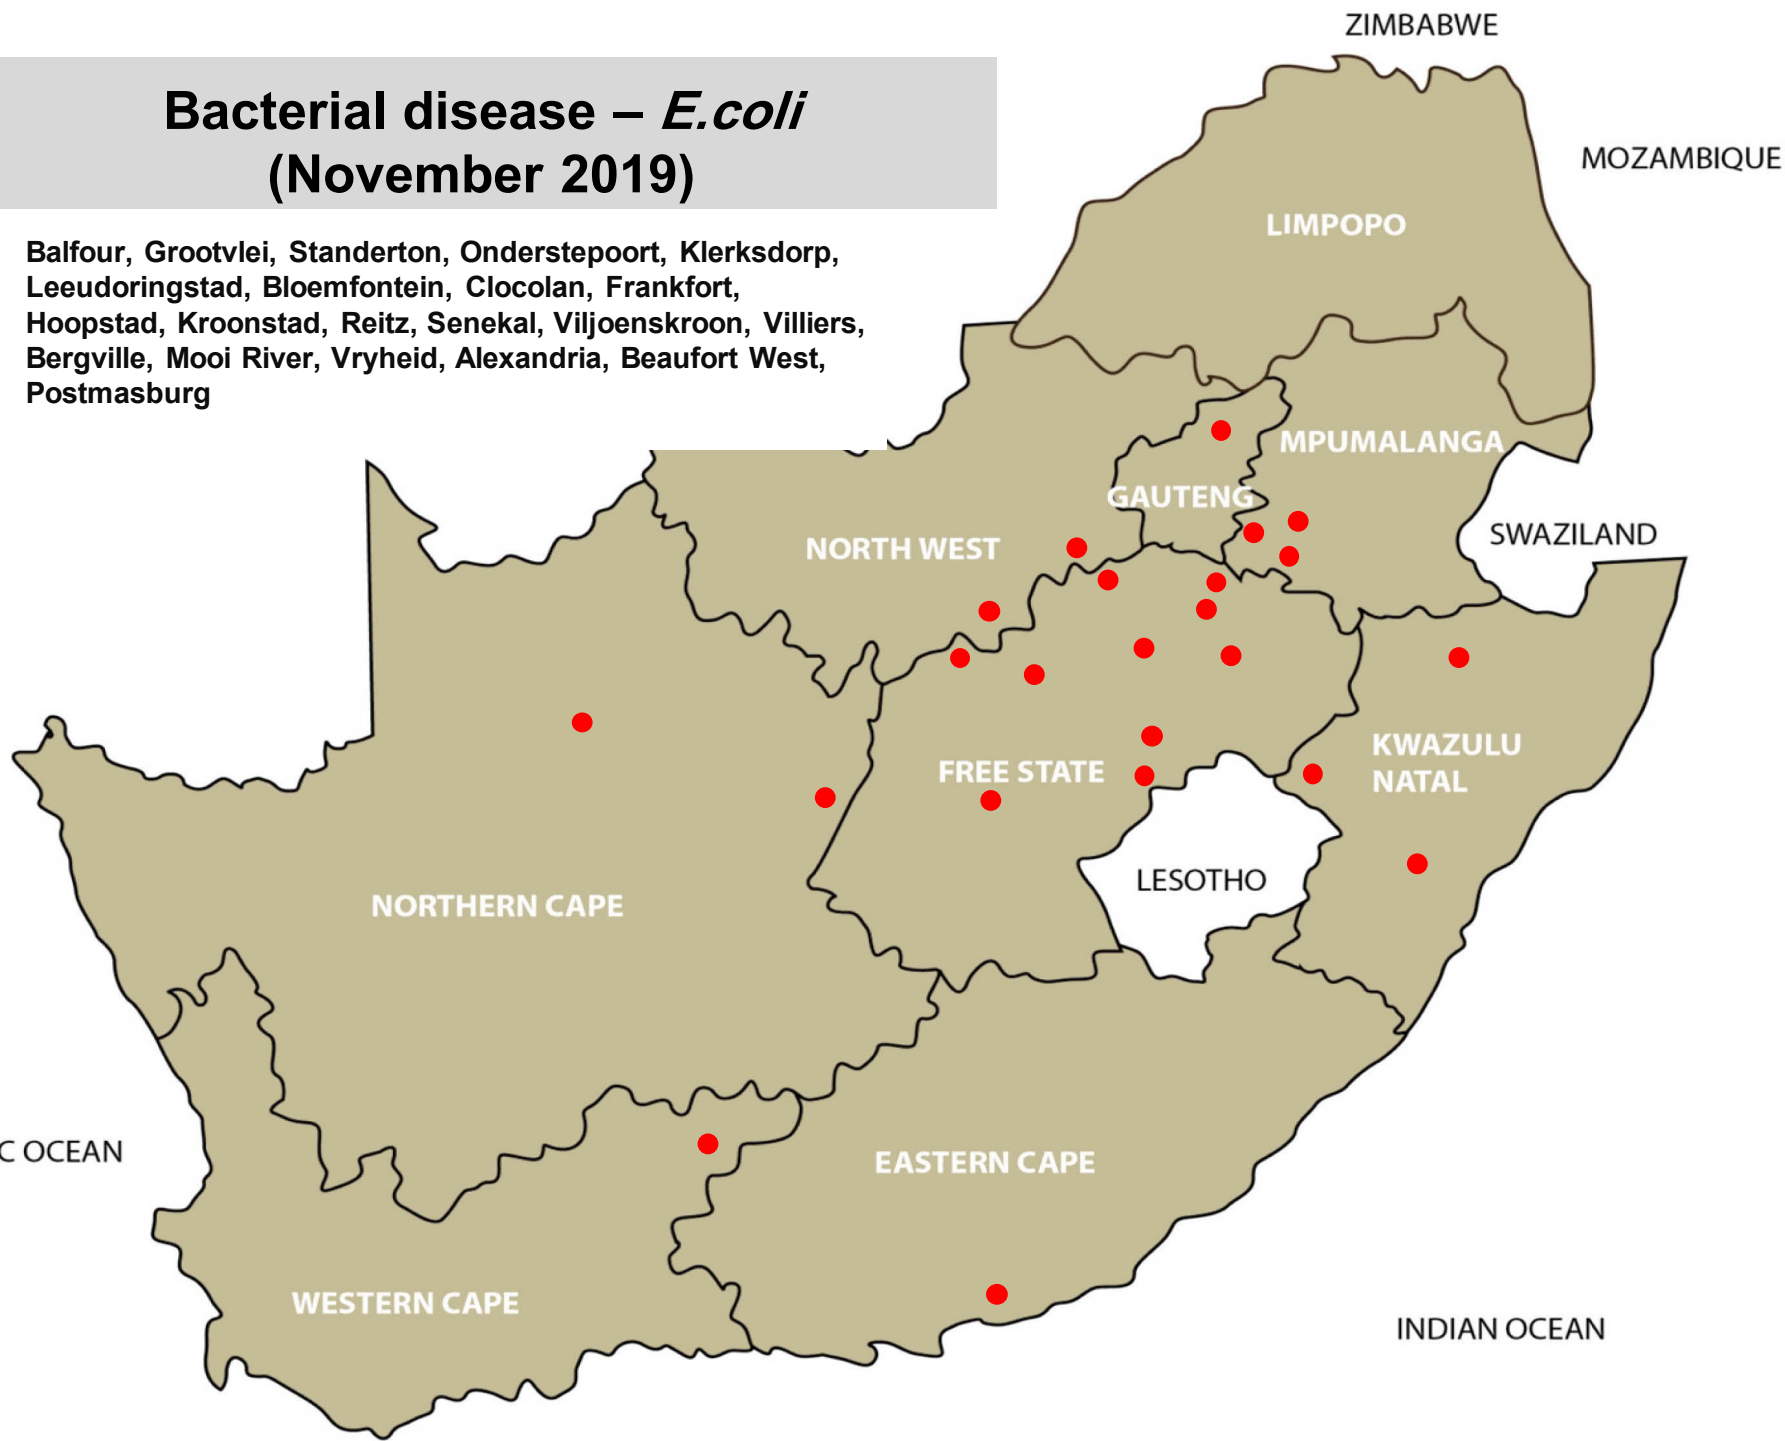 ZIMBABWE
Bacterial disease – E.coli
(November 2019)
MOZAMBIQUE
LIMPOPO
Balfour, Grootvlei, Standerton, Onderstepoort, Klerksdorp,
Leeudoringstad, Bloemfontein, Clocolan, Frankfort,
Hoopstad, Kroonstad, Reitz, Senekal, Viljoenskroon, Villiers,
Bergville, Mooi River, Vryheid, Alexandria, Beaufort West,
Postmasburg
MPUMALANGA
GAUTENG
SWAZILAND
NORTH WEST
KWAZULU
NATAL
FREE STATE
LESOTHO
NORTHERN CAPE
C OCEAN
EASTERN CAPE
WESTERN CAPE
INDIAN OCEAN